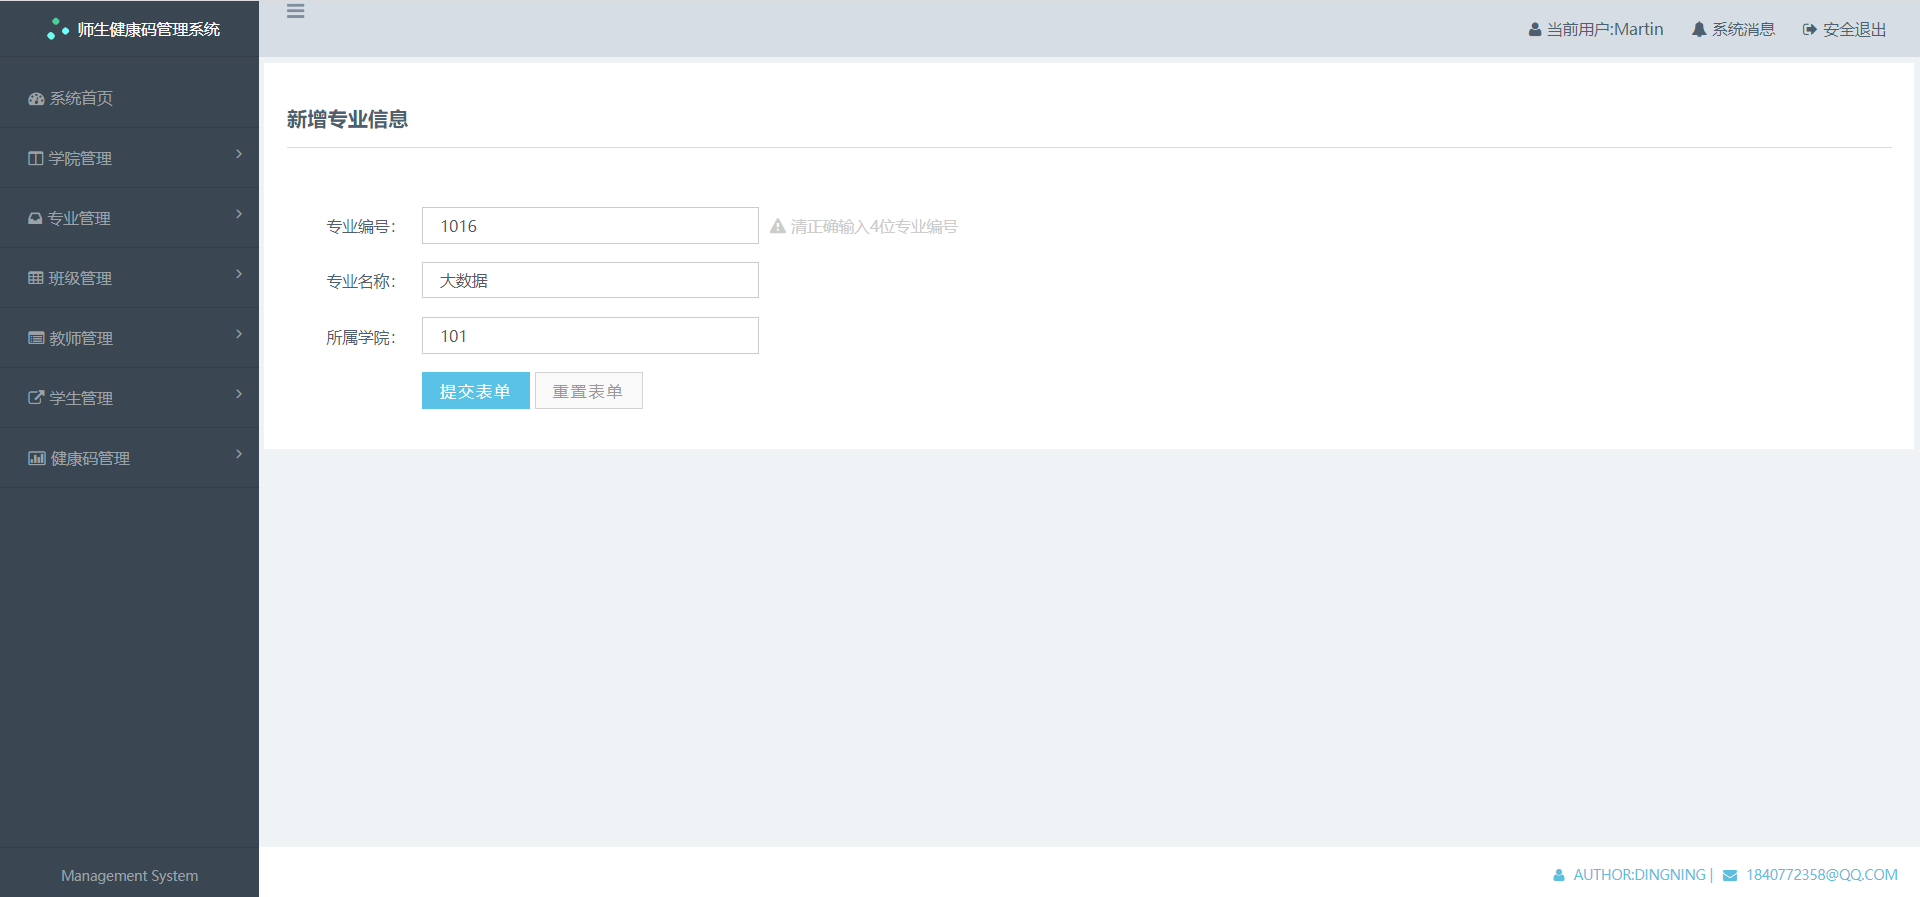 师生健康码管理系统
当前用户:Martin 系统消息 安全退出
系统首页
学院管理
专业管理
班级管理
教师管理
学生管理
健康码管理
新增专业信息
专业编号： 1016 清正确输入4位专业编号
专业名称： 大数据
所属学院： 101
提交表单 重置表单
Management System
AUTHOR:DINGNING | 1840772358@QQ.COM